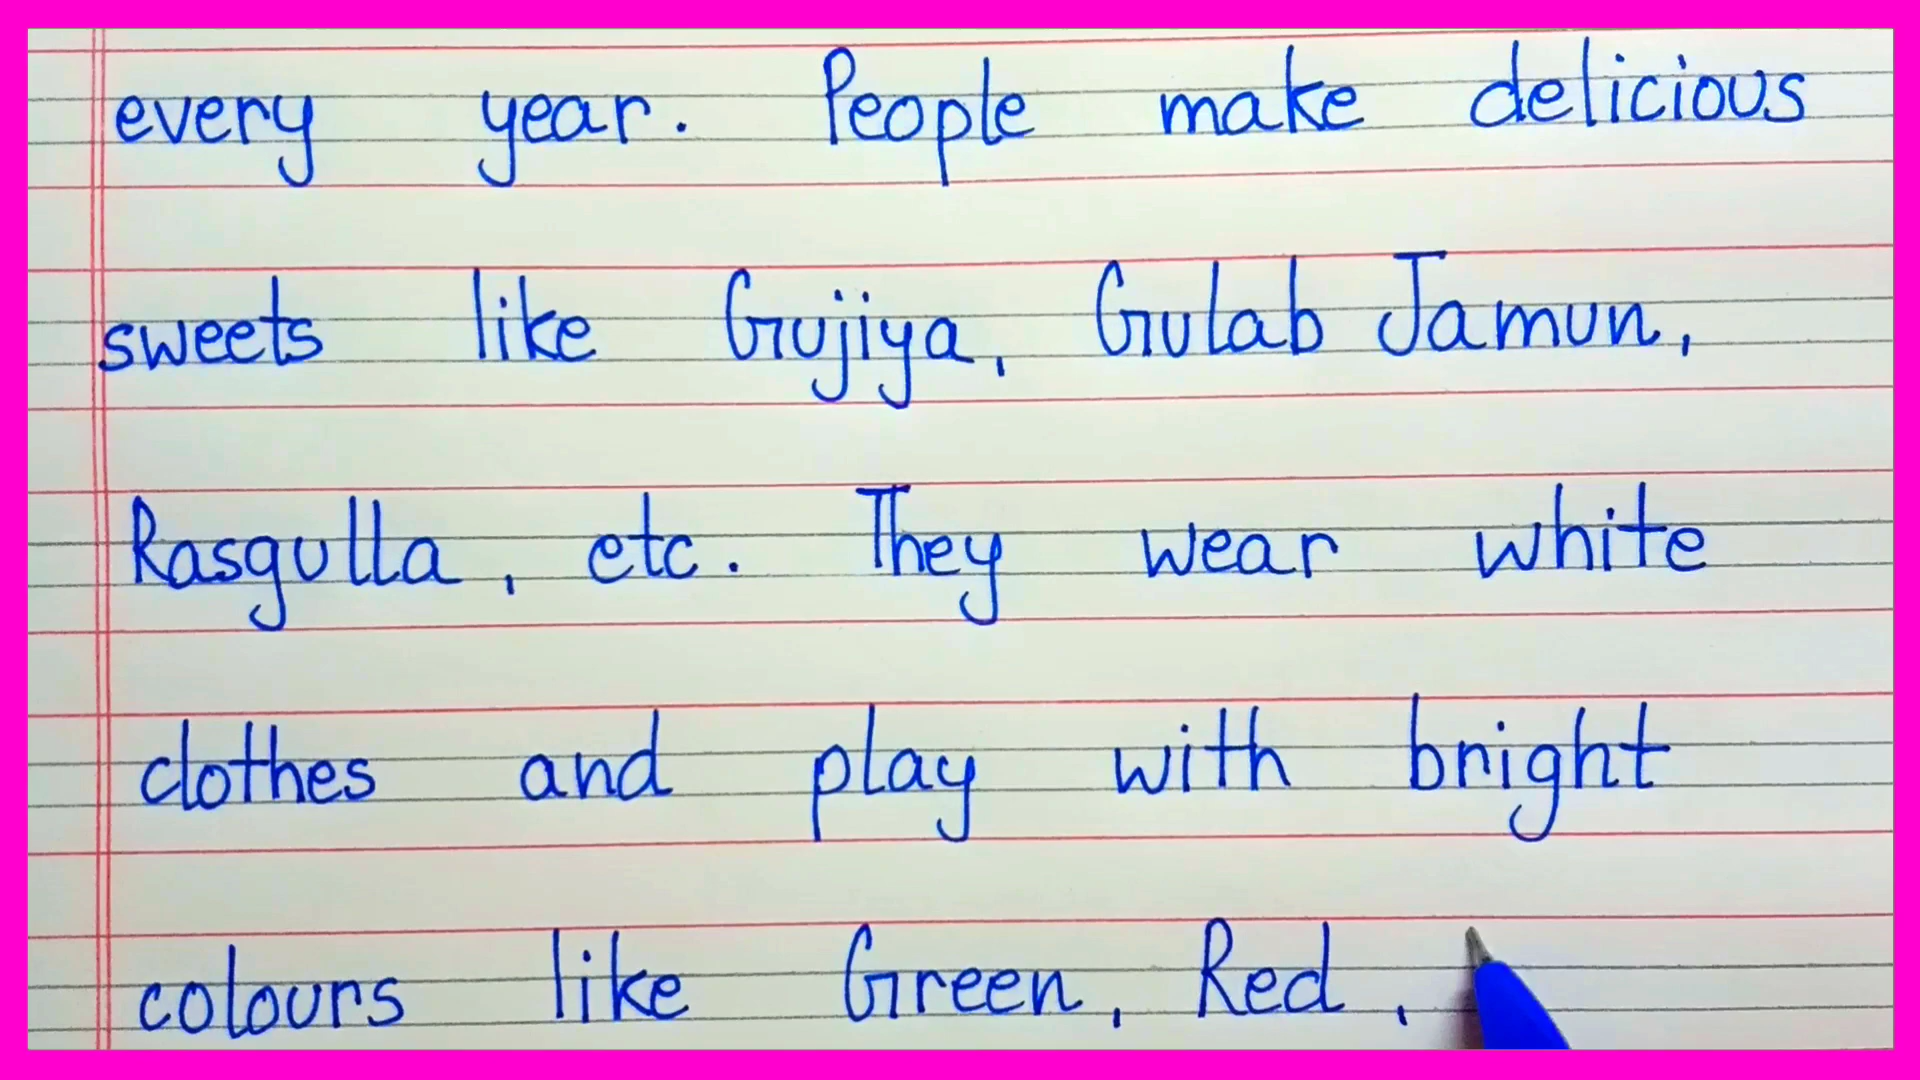 every year. People make delicious
sweets like Gujiya, Gulab Jamun,
Rasgulla, etc. They wear white
clothes and play with bright
colours like Green, Red,